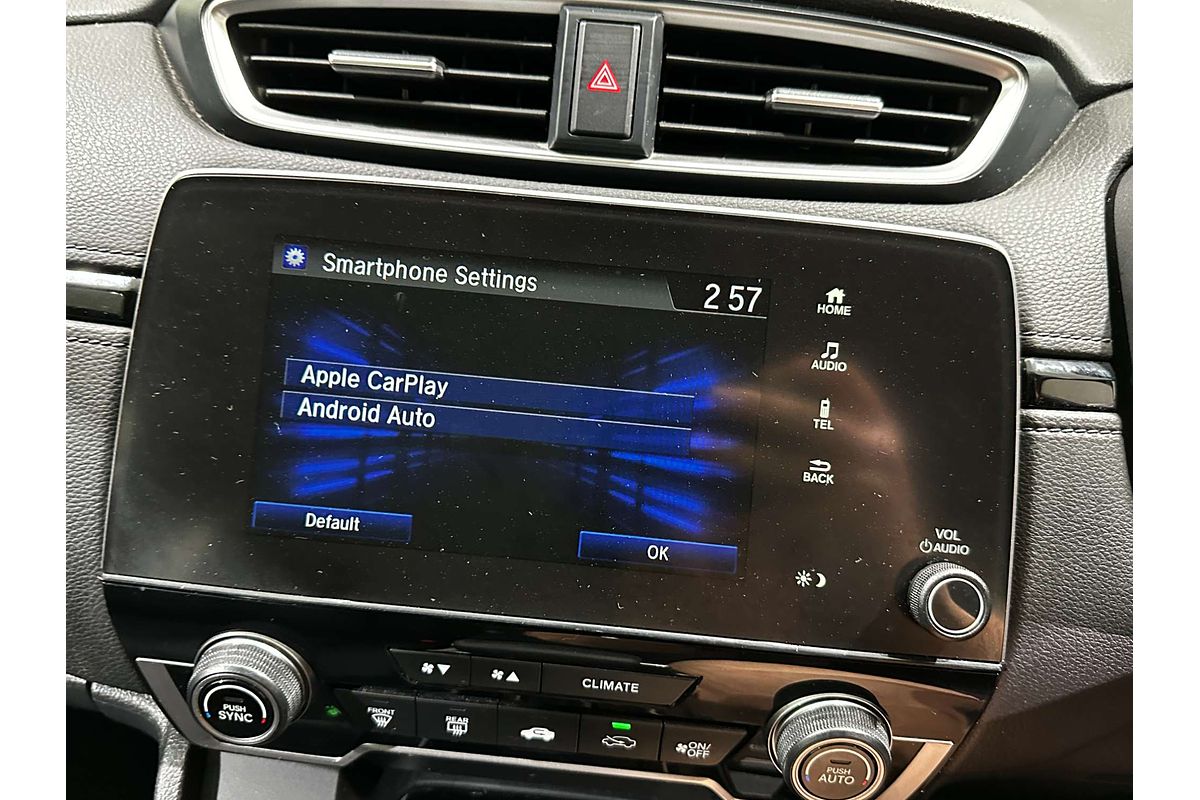 Smartphone Settings
2 57
HOME
Apple CarPlay
AUDIO
Android Auto
TEL
BACK
Default
OK
VOL
AUDIO
CLIMATE
PUSH
SYNC
FRONT
REAR
ON/
OFF
PUSH
AUTO